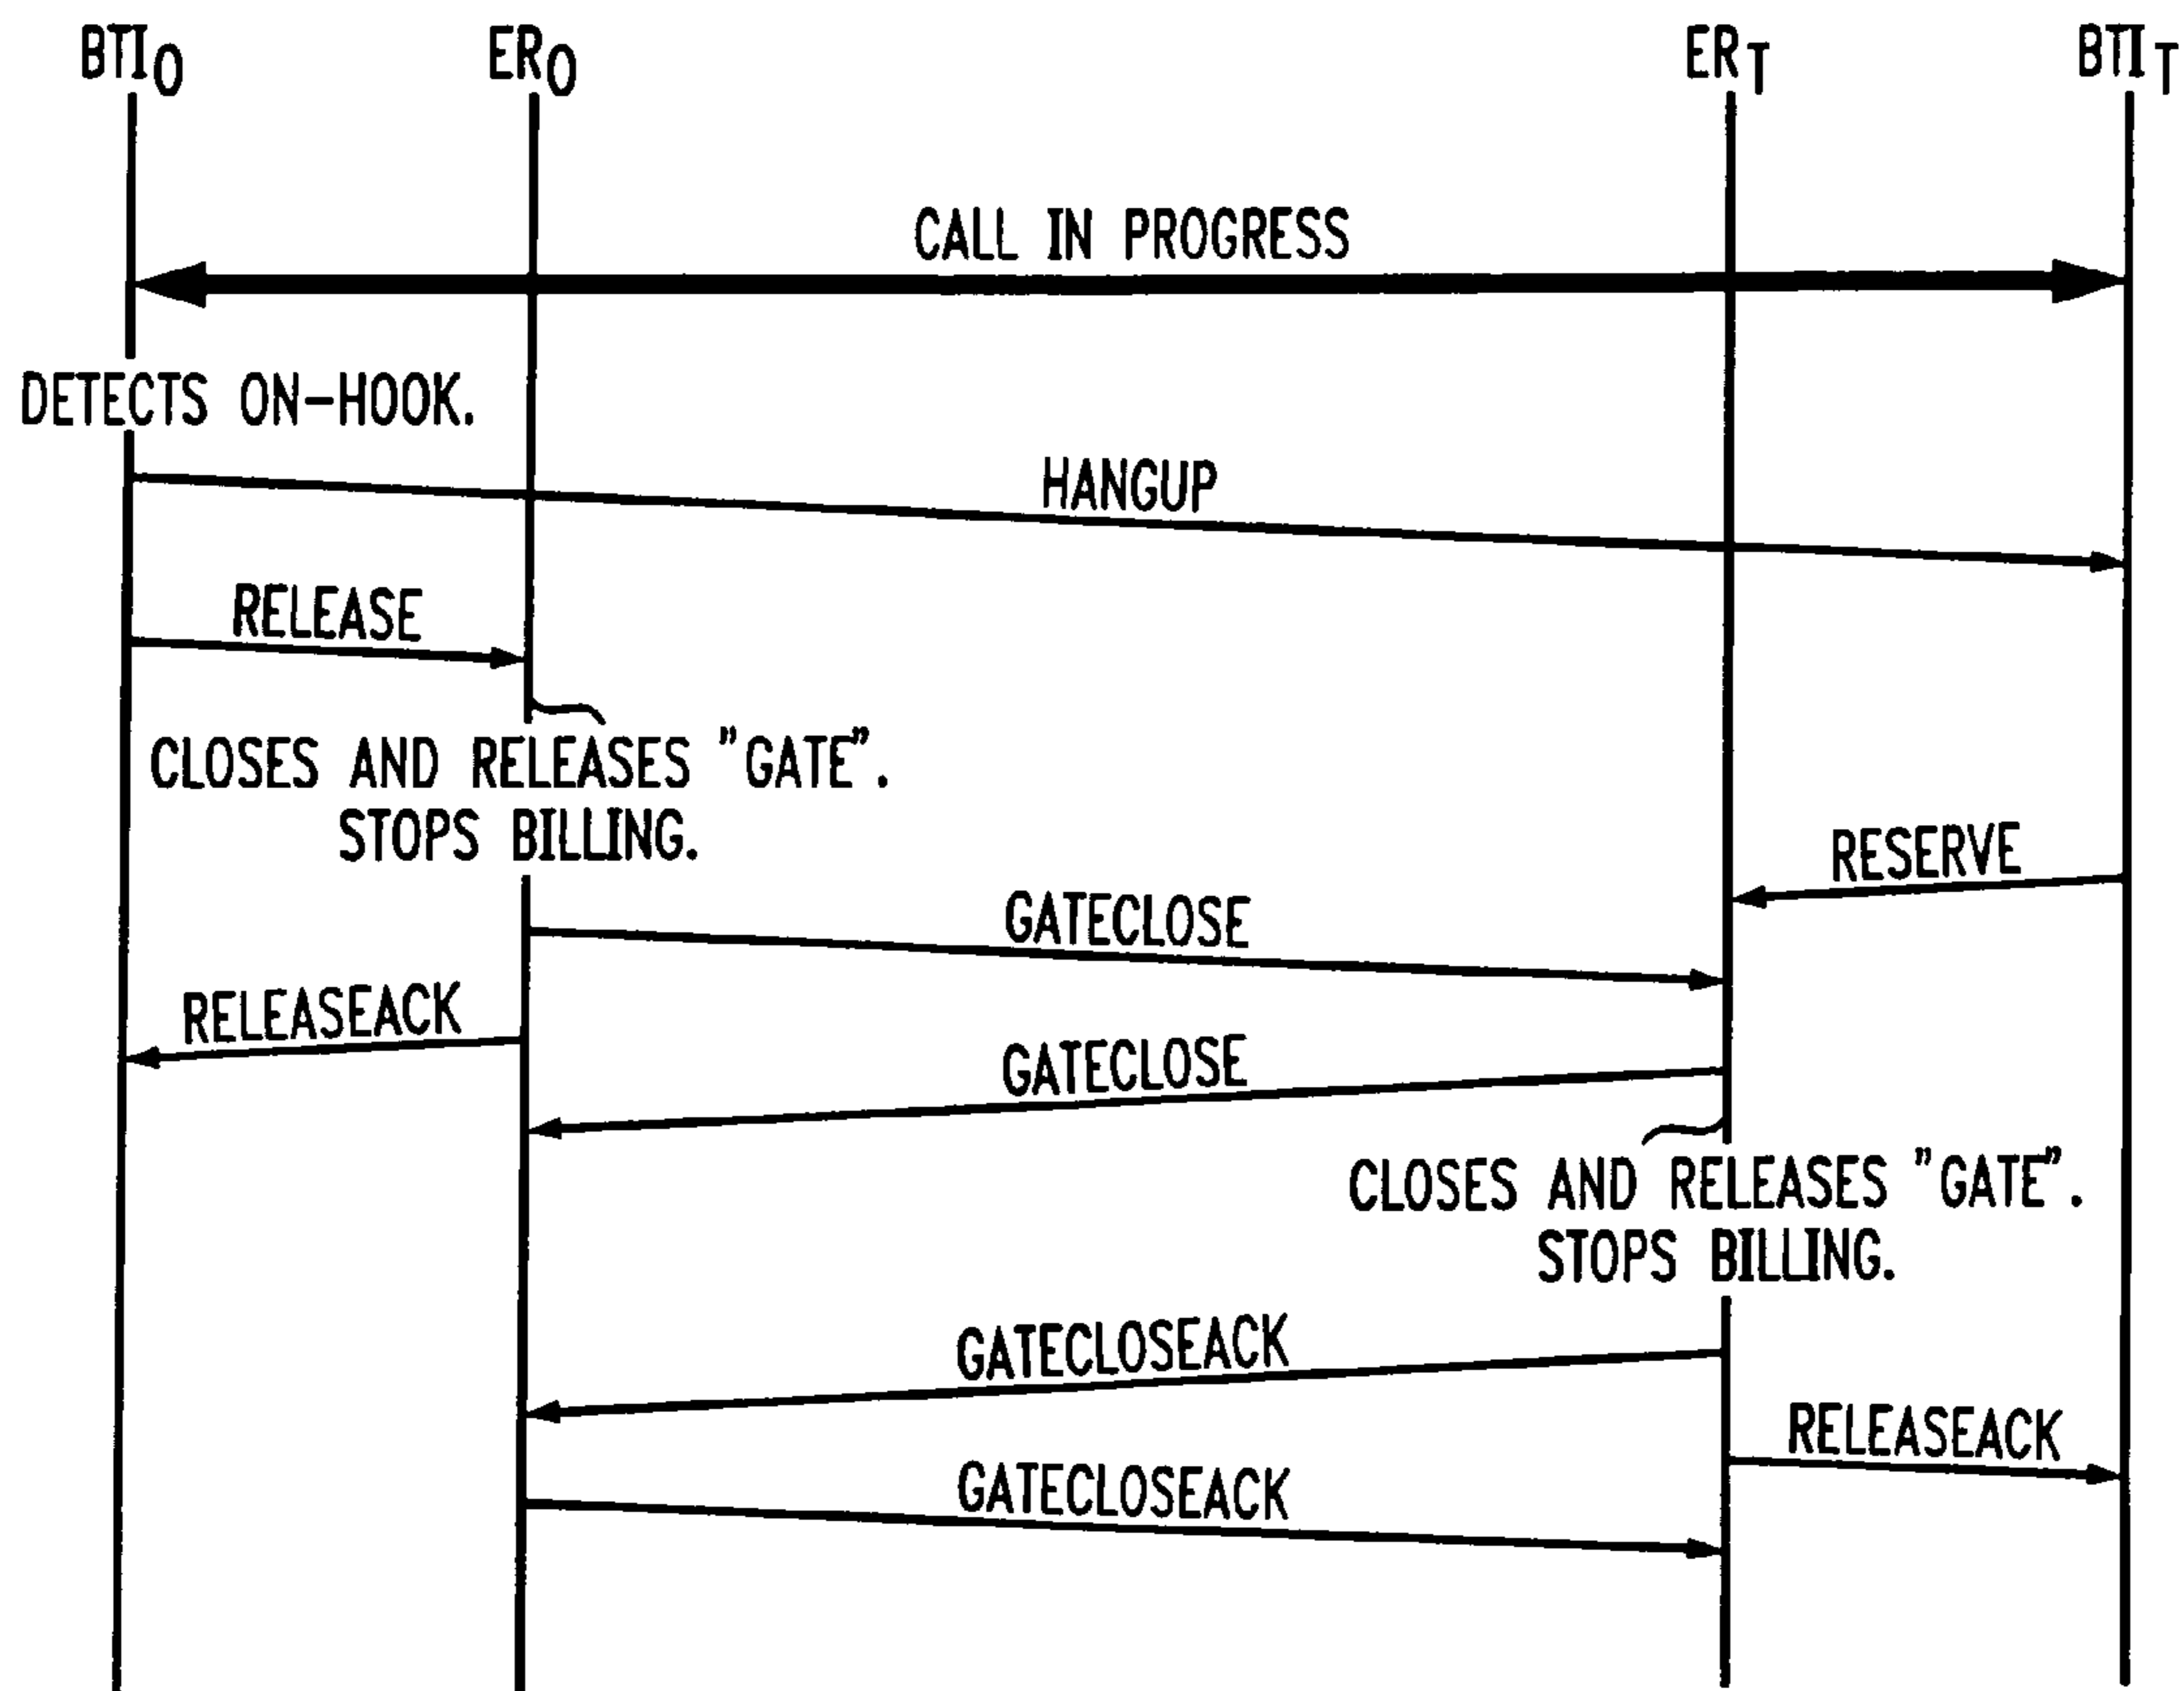 BTIO ERO ERT BTIT
CALL IN PROGRESS
DETECTS ON-HOOK.
HANGUP
RELEASE
CLOSES AND RELEASES "GATE".
STOPS BILLING.
RESERVE
GATECLOSE
RELEASEACK
GATECLOSE
CLOSES AND RELEASES "GATE".
STOPS BILLING.
GATECLOSEACK
RELEASEACK
GATECLOSEACK